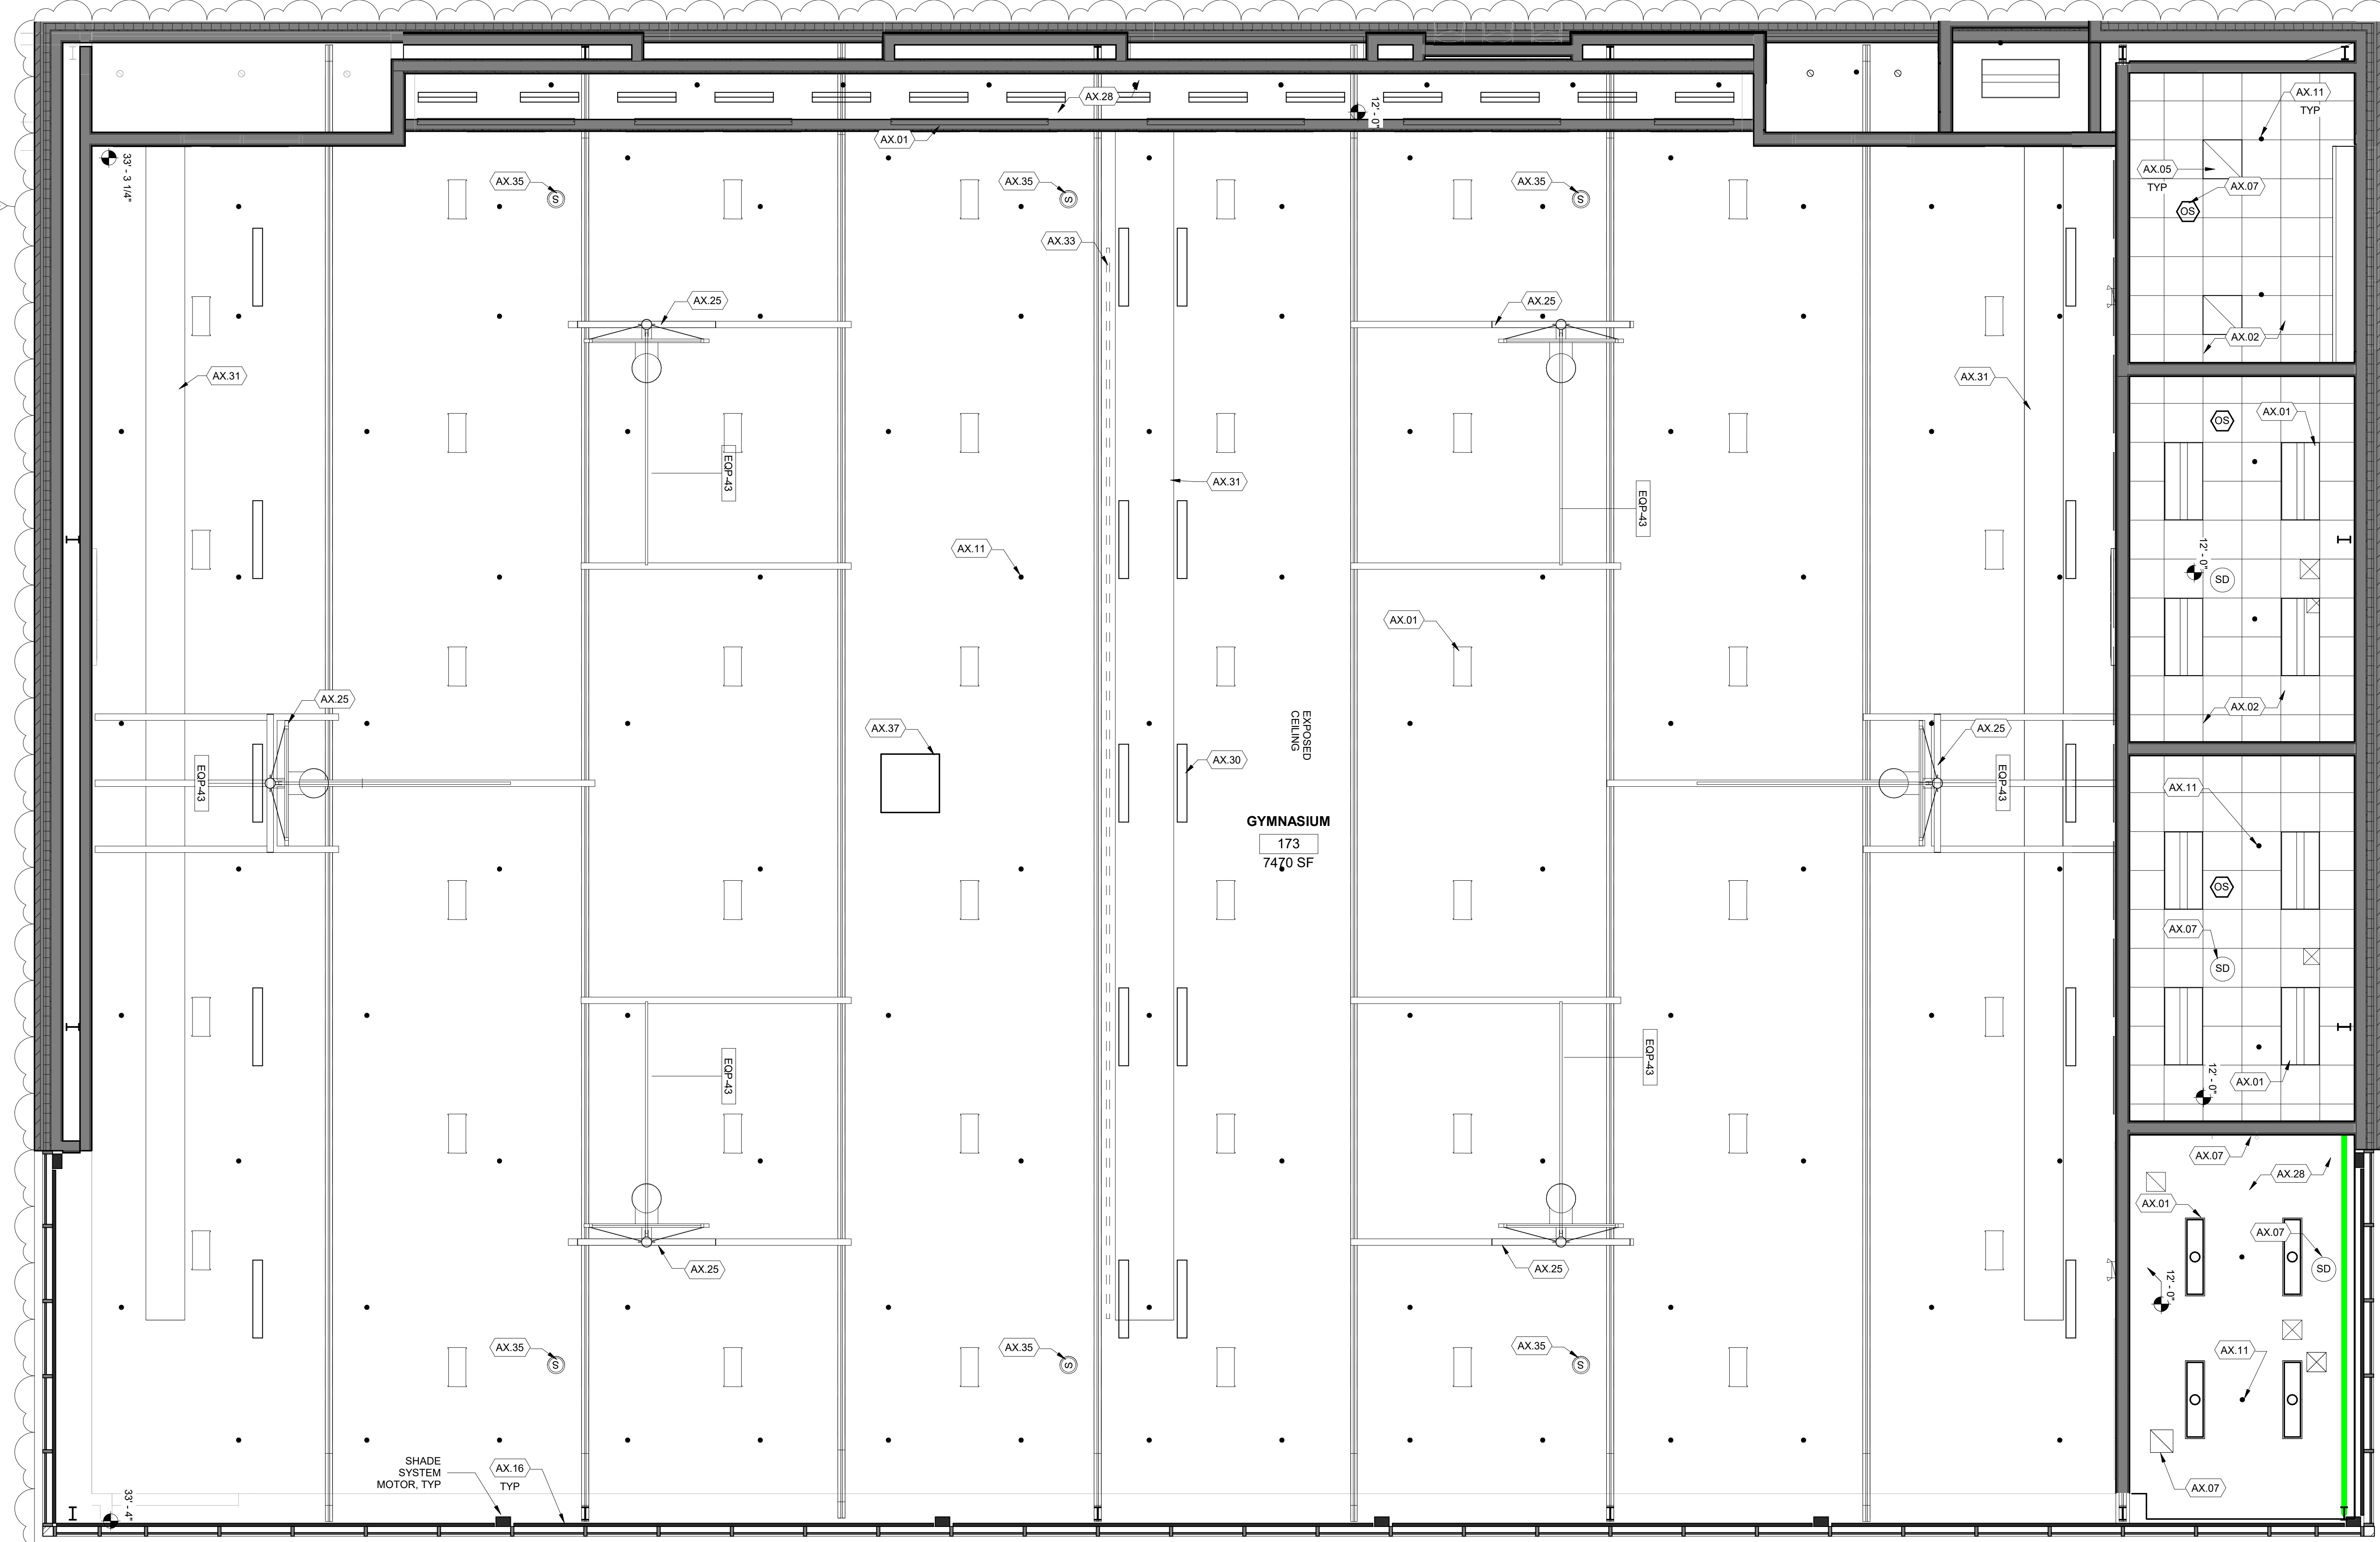 AX.28
12' - 0"
AX.01
AX.11
TYP
33' - 3 1/4"
AX.35
S
AX.35
S
AX.35
S
AX.05
TYP
AX.07
OS
AX.33
AX.25
AX.25
AX.02
AX.31
AX.31
OS
AX.01
EQP-43
AX.31
EQP-43
AX.11
12' - 0"
SD
AX.01
AX.25
AX.37
EXPOSED
CEILING
AX.25
AX.02
EQP-43
AX.30
EQP-43
AX.11
GYMNASIUM
173
7470 SF
OS
AX.07
SD
EQP-43
EQP-43
12' - 0"
AX.01
AX.07
AX.28
AX.01
AX.07
SD
AX.25
AX.25
12' - 0"
AX.35
S
AX.35
S
AX.35
S
AX.11
SHADE
SYSTEM
MOTOR, TYP
AX.16
TYP
33' - 4"
AX.07